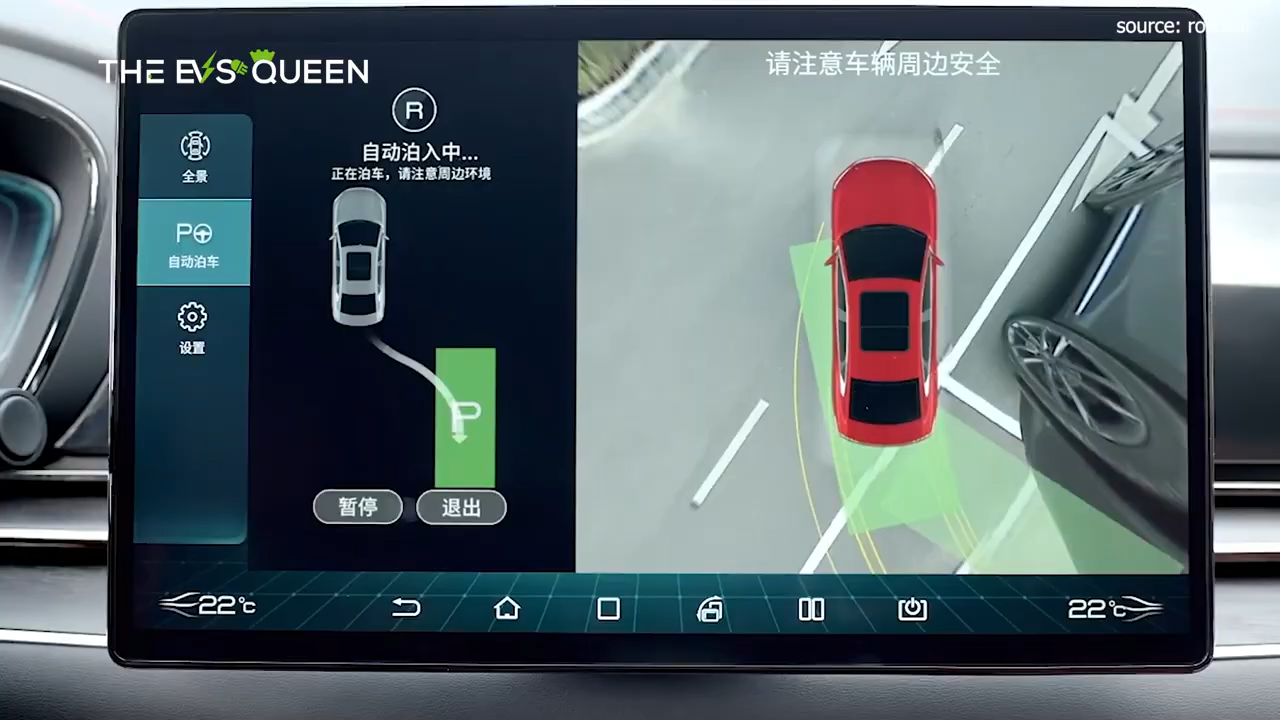 source:
THE EVS QUEEN
请注意车辆周边安全
R
自动泊入中...
正在泊车，请注意周边环境
全景
P
自动泊车
设置
P
暂停
退出
22°C
22°C